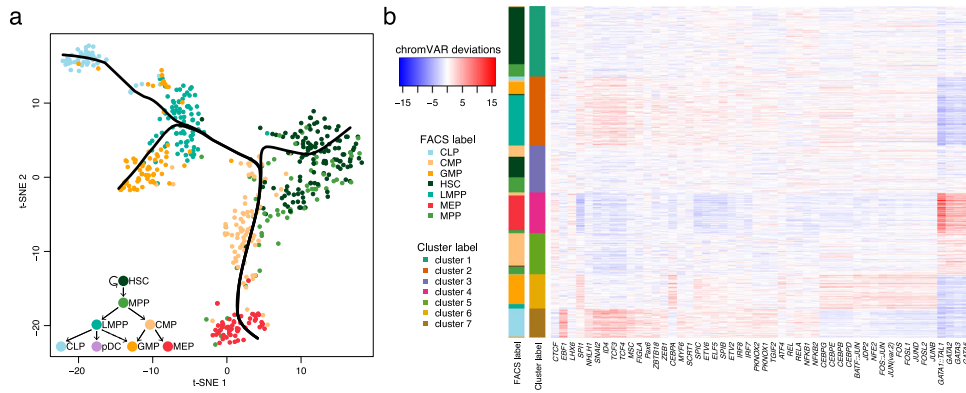 a
b
t-SNE 2
10
0
−10
−20
−20
−10
0
10
t-SNE 1
HSC
MPP
LMPP
CMP
CLP
pDC
GMP
MEP
chromVAR deviations
−15
−5
5
15
FACS label
CLP
CMP
GMP
HSC
LMPP
MEP
MPP
Cluster label
cluster 1
cluster 2
cluster 3
cluster 4
cluster 5
cluster 6
cluster 7
FACS label
Cluster label
CTCF
EBF1
LHX6
SPI1
NHLH1
SNAI2
ID4
TCF3
TCF4
MSC
FIGLA
Pax6
ZBTB18
ZEB1
CEBPA
MYF6
SCRT1
SPIC
ETV6
ELF5
SPIB
ETV2
IRF8
IRF7
PKNOX2
PKNOX1
TGIF2
ATF4
REL
RELA
NFKB1
NFKB2
CEBPG
CEBPE
CEBPB
CEBPD
BATF::JUN
JDP2
NFE2
FOS::JUN
JUN(ver.2)
FOS
FOSL1
JUND
FOSL2
JUNB
GATA1::TAL1
GATA2
GATA3